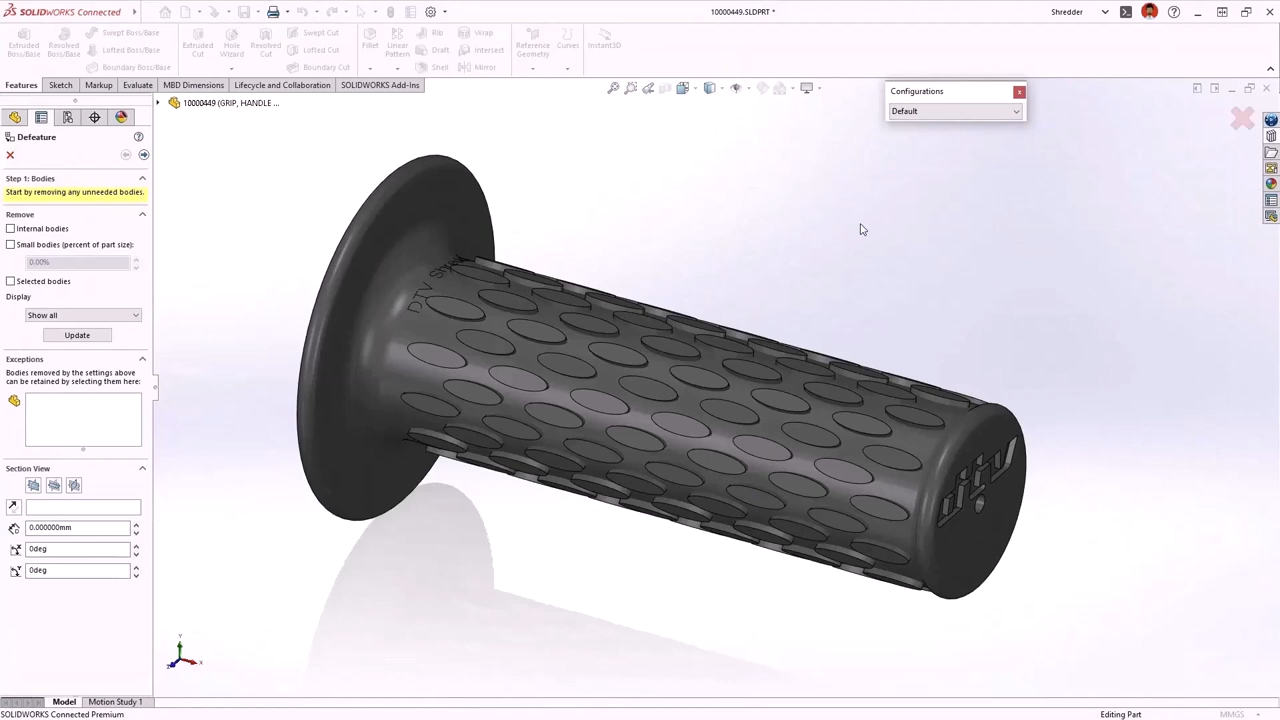 SOLIDWORKS Connected
10000449.SLDPRT *
Shredder
Extruded Boss/Base
Revolved Boss/Base
Swept Boss/Base
Lofted Boss/Base
Boundary Boss/Base
Extruded Cut
Hole Wizard
Revolved Cut
Swept Cut
Lofted Cut
Boundary Cut
Fillet
Linear Pattern
Rib
Draft
Shell
Wrap
Intersect
Mirror
Reference Geometry
Curves
Instant3D
Features
Sketch
Markup
Evaluate
MBD Dimensions
Lifecycle and Collaboration
SOLIDWORKS Add-Ins
10000449 (GRIP, HANDLE ...
Configurations
Default
Defeature
Step 1: Bodies
Start by removing any unneeded bodies.
Remove
Internal bodies
Small bodies (percent of part size):
0.00%
Selected bodies
Display
Show all
Update
Exceptions
Bodies removed by the settings above
can be retained by selecting them here:
Section View
0.000000mm
0deg
0deg
Y
X
Z
Model
Motion Study 1
SOLIDWORKS Connected Premium
Editing Part
MMGS